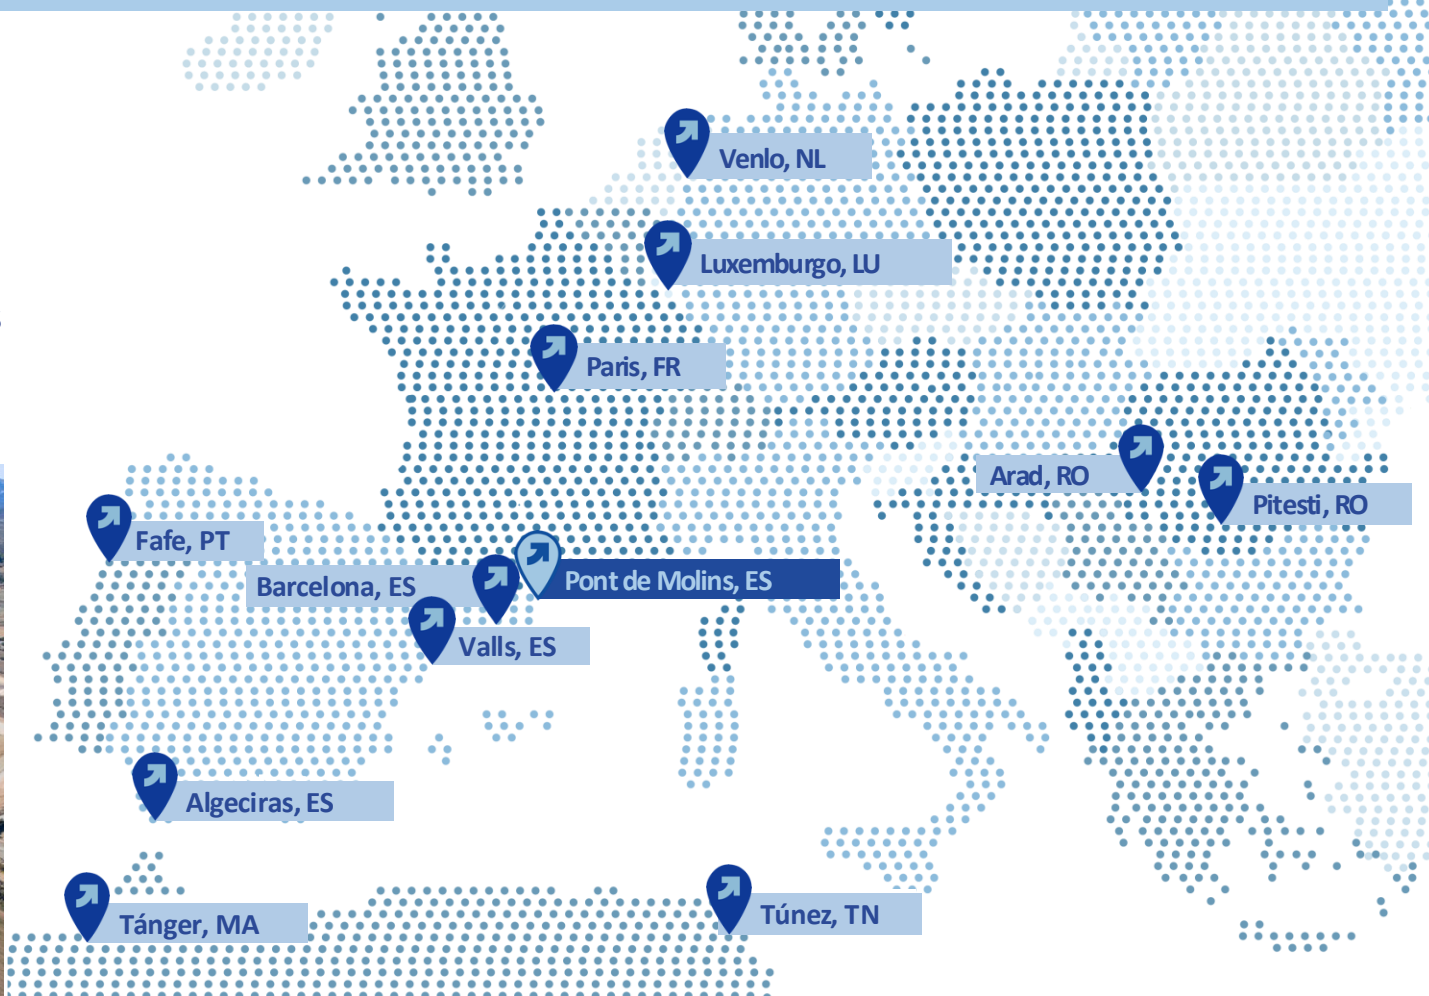 Venlo, NL
Luxemburgo, LU
Paris, FR
Arad, RO
Pitesti, RO
Fafe, PT
Barcelona, ES
Pont de Molins, ES
Valls, ES
Algeciras, ES
Tánger, MA
Túnez, TN